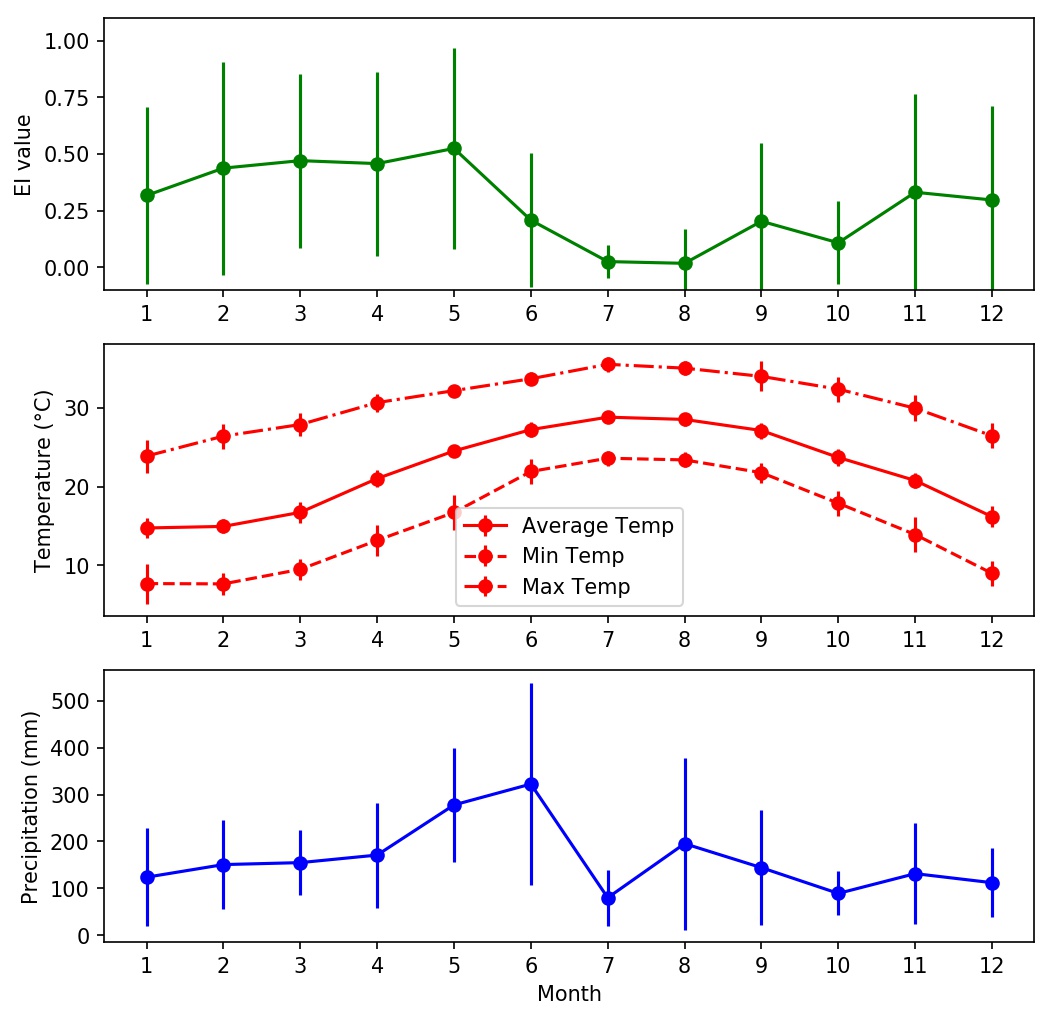 EI value
1.00
0.75
0.50
0.25
0.00
1 2 3 4 5 6 7 8 9 10 11 12
Temperature (°C)
30
20
10
Average Temp
Min Temp
Max Temp
1 2 3 4 5 6 7 8 9 10 11 12
Precipitation (mm)
500
400
300
200
100
0
1 2 3 4 5 6 7 8 9 10 11 12
Month